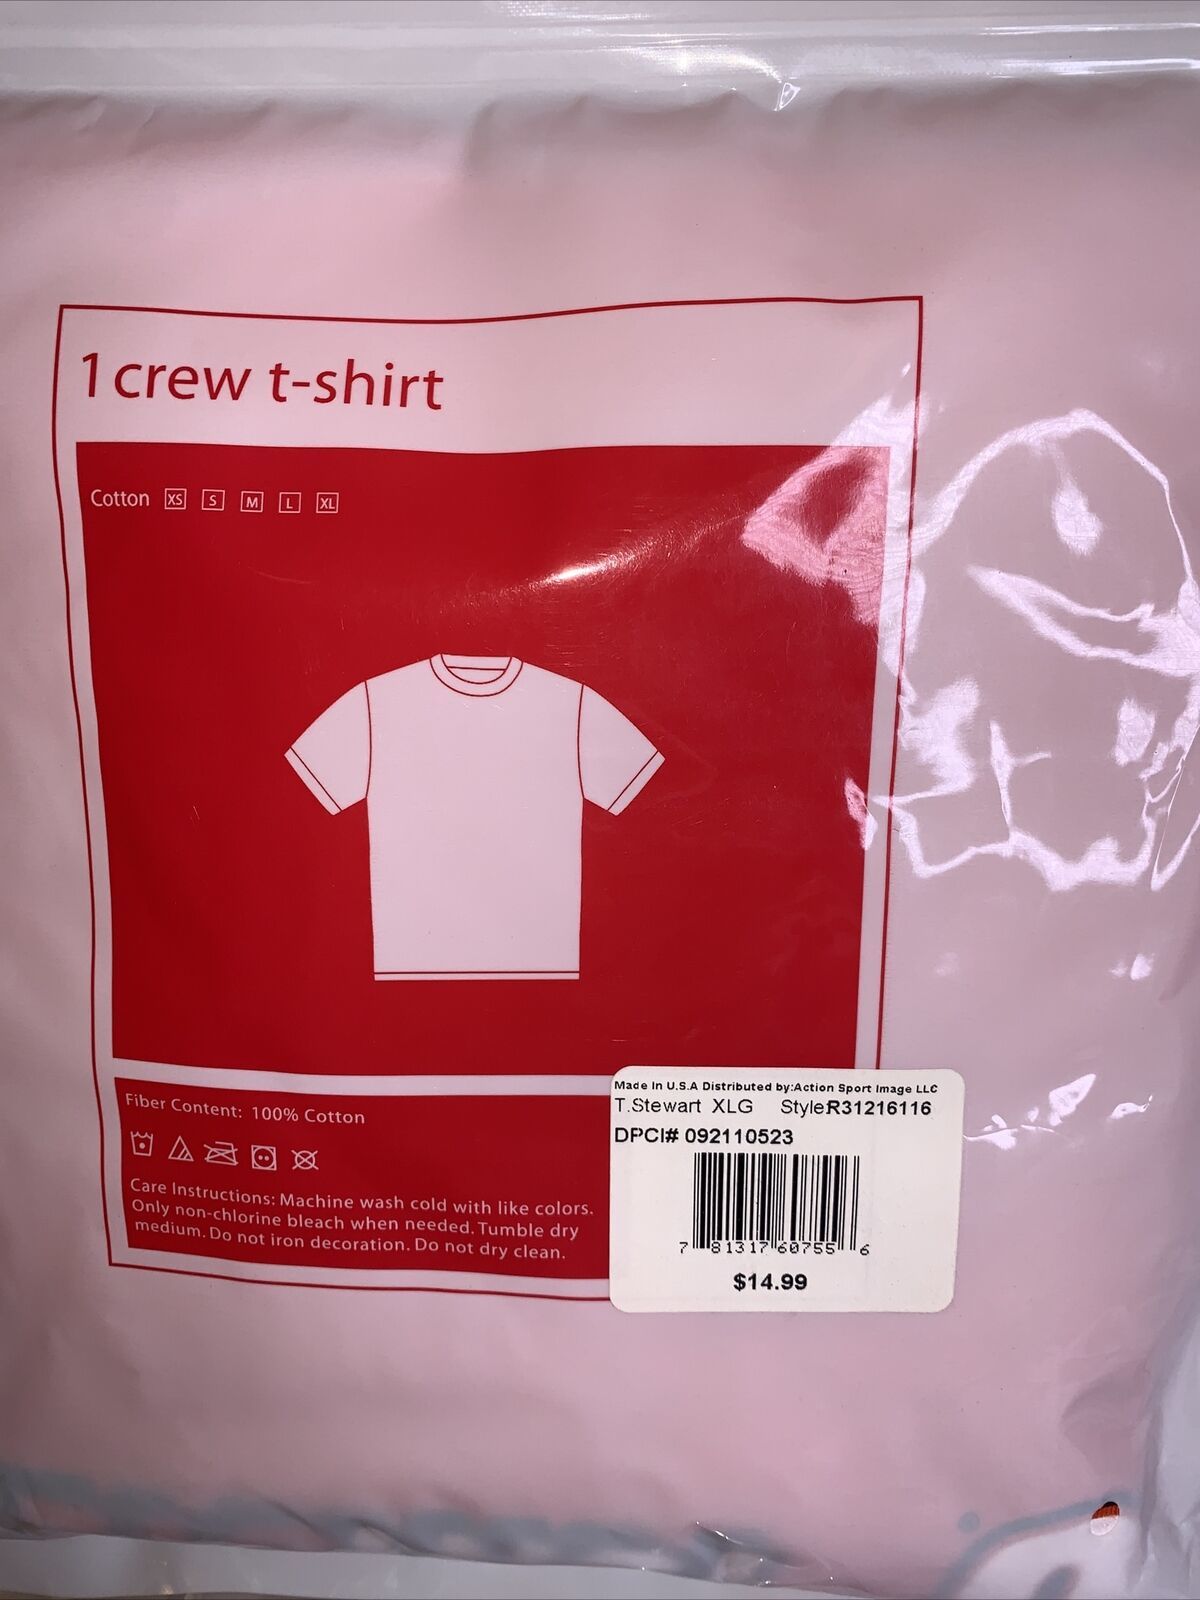 1 crew t-shirt
Cotton XS S M L XL
Fiber Content: 100% Cotton
Care Instructions: Machine wash cold with like colors.
Only non-chlorine bleach when needed. Tumble dry
medium. Do not iron decoration. Do not dry clean.
Made In U.S.A Distributed by:Action Sport Image LLC
T.Stewart XLG Style:R31216116
DPCI# 092110523
7 81317 60755 6
$14.99